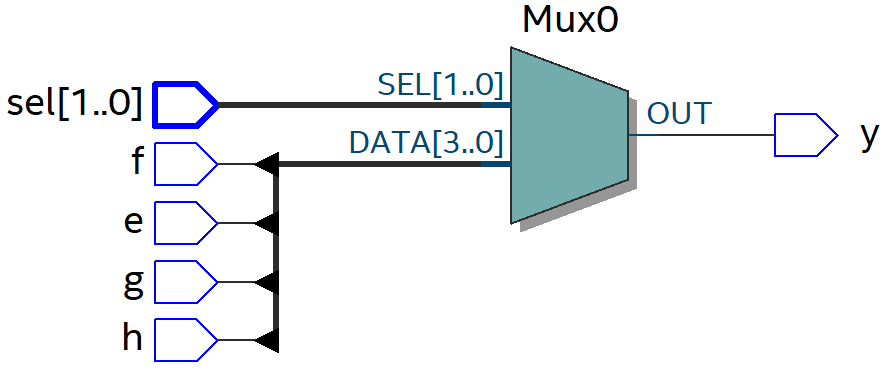 Mux0
sel[1..0]
SEL[1..0]
f
DATA[3..0]
OUT
y
e
g
h